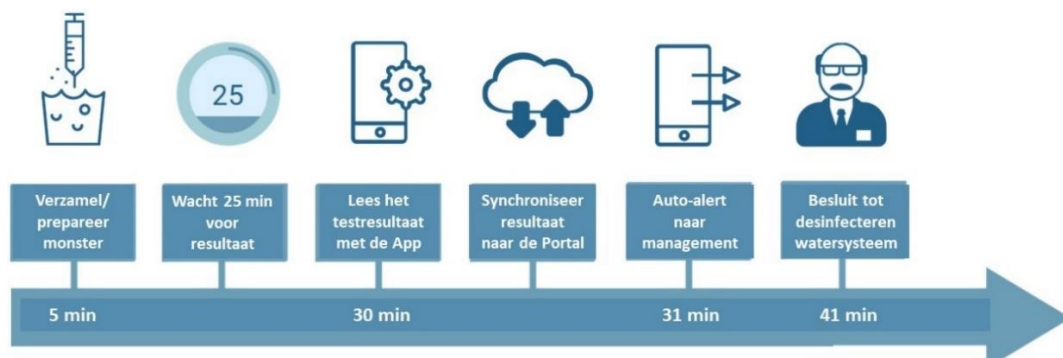 25
Verzamel/
prepareer
monster
Wacht 25 min
voor
resultaat
Lees het
testresultaat
met de App
Synchroniseer
resultaat
naar de Portal
Auto-alert
naar
management
Besluit tot
desinfecteren
watersysteem
5 min
30 min
31 min
41 min